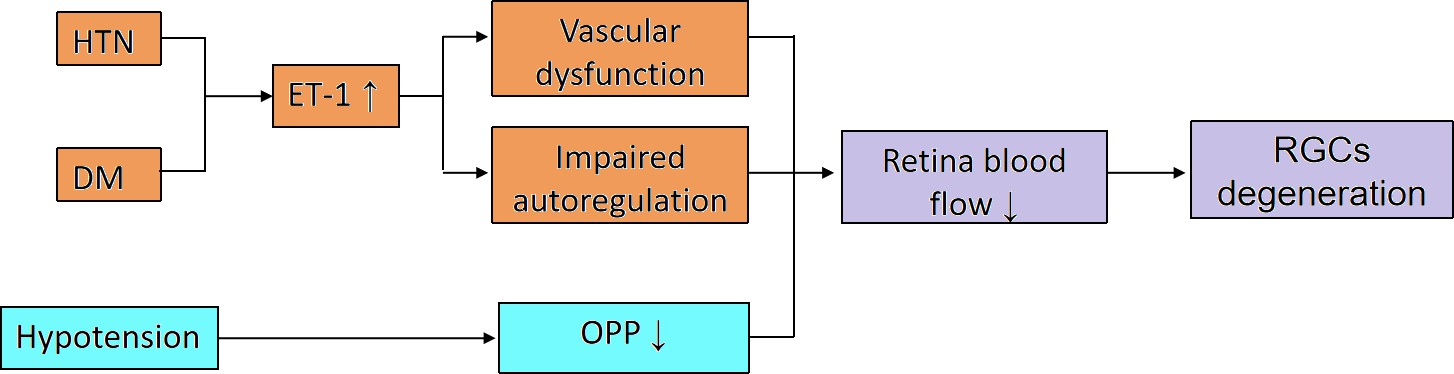 HTN
DM
ET-1 ↑
Vascular
dysfunction
Impaired
autoregulation
Hypotension
OPP ↓
Retina blood
flow ↓
RGCs
degeneration